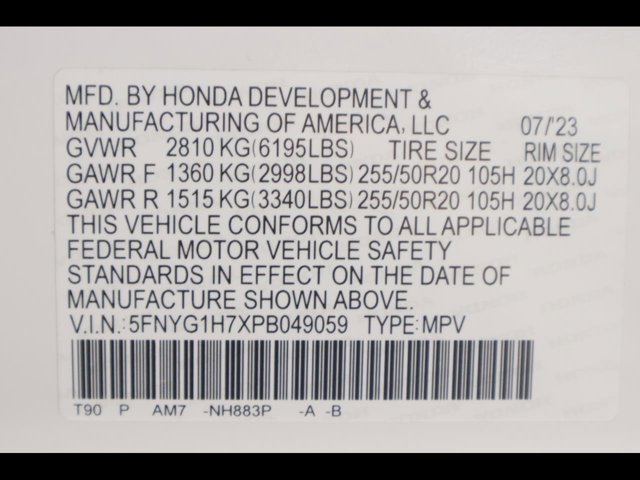 MFD. BY HONDA DEVELOPMENT &
MANUFACTURING OF AMERICA, LLC 07/'23
GVWR 2810 KG(6195LBS) TIRE SIZE RIM SIZE
GAWR F 1360 KG(2998LBS) 255/50R20 105H 20X8.0J
GAWR R 1515 KG(3340LBS) 255/50R20 105H 20X8.0J
THIS VEHICLE CONFORMS TO ALL APPLICABLE
FEDERAL MOTOR VEHICLE SAFETY
STANDARDS IN EFFECT ON THE DATE OF
MANUFACTURE SHOWN ABOVE.
V.I.N.:5FNYG1H7XPB049059 TYPE:MPV
T90 P AM7 -NH883P -A -B